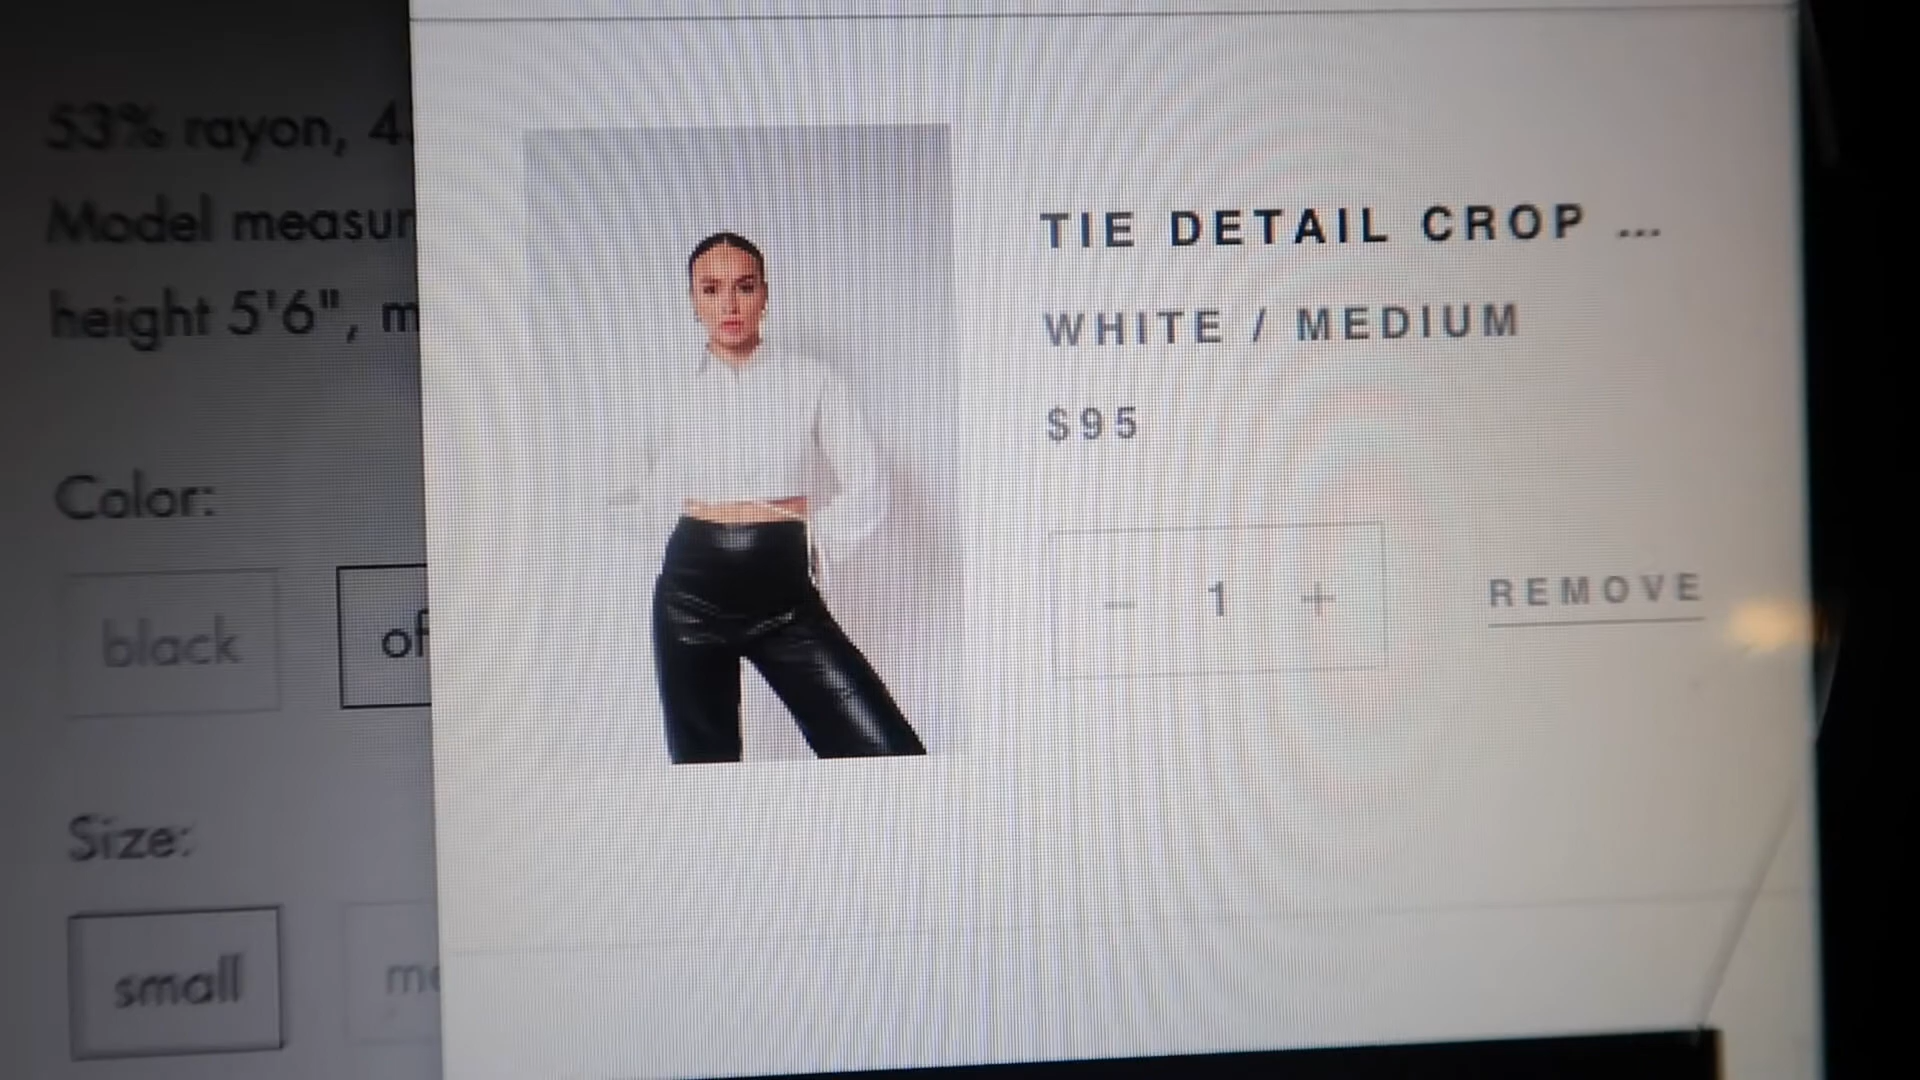 53% rayon, 4
Model measur
height 5'6", m
Color:
black
of
Size:
small
me
TIE DETAIL CROP ...
WHITE / MEDIUM
$95
− 1 +
REMOVE